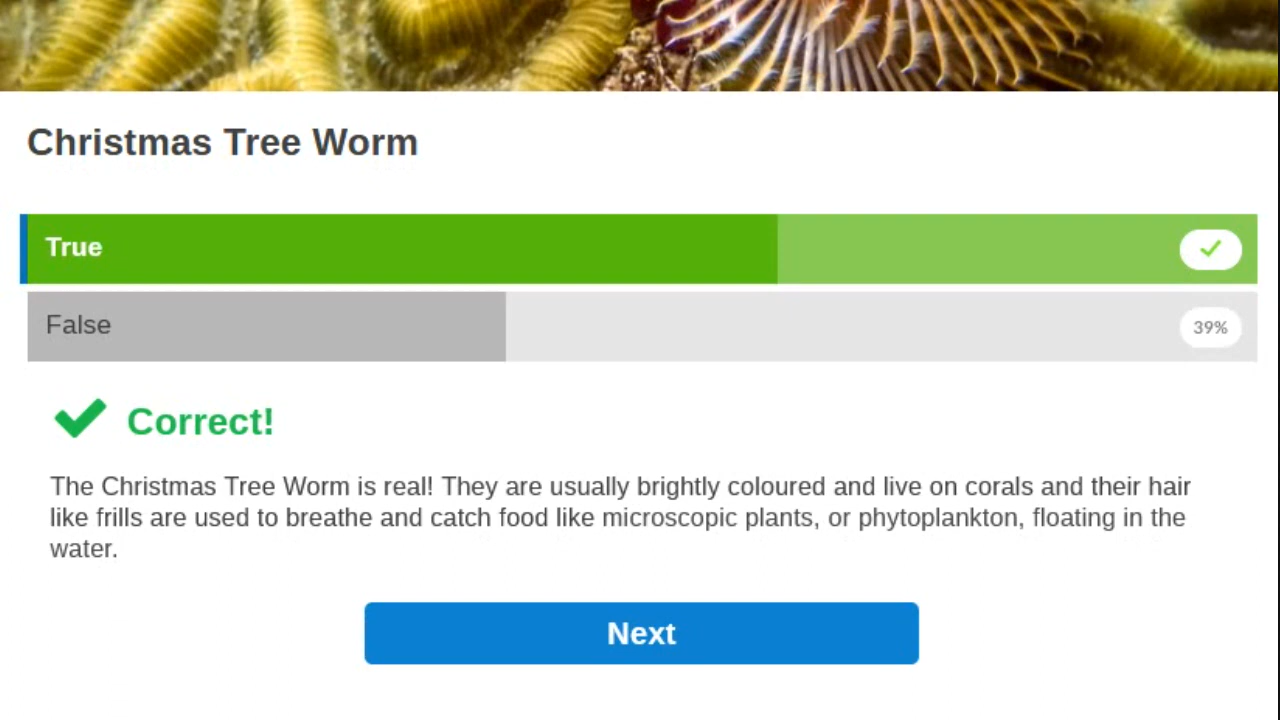 Christmas Tree Worm
True
False
39%
Correct!
The Christmas Tree Worm is real! They are usually brightly coloured and live on corals and their hair
like frills are used to breathe and catch food like microscopic plants, or phytoplankton, floating in the
water.
Next